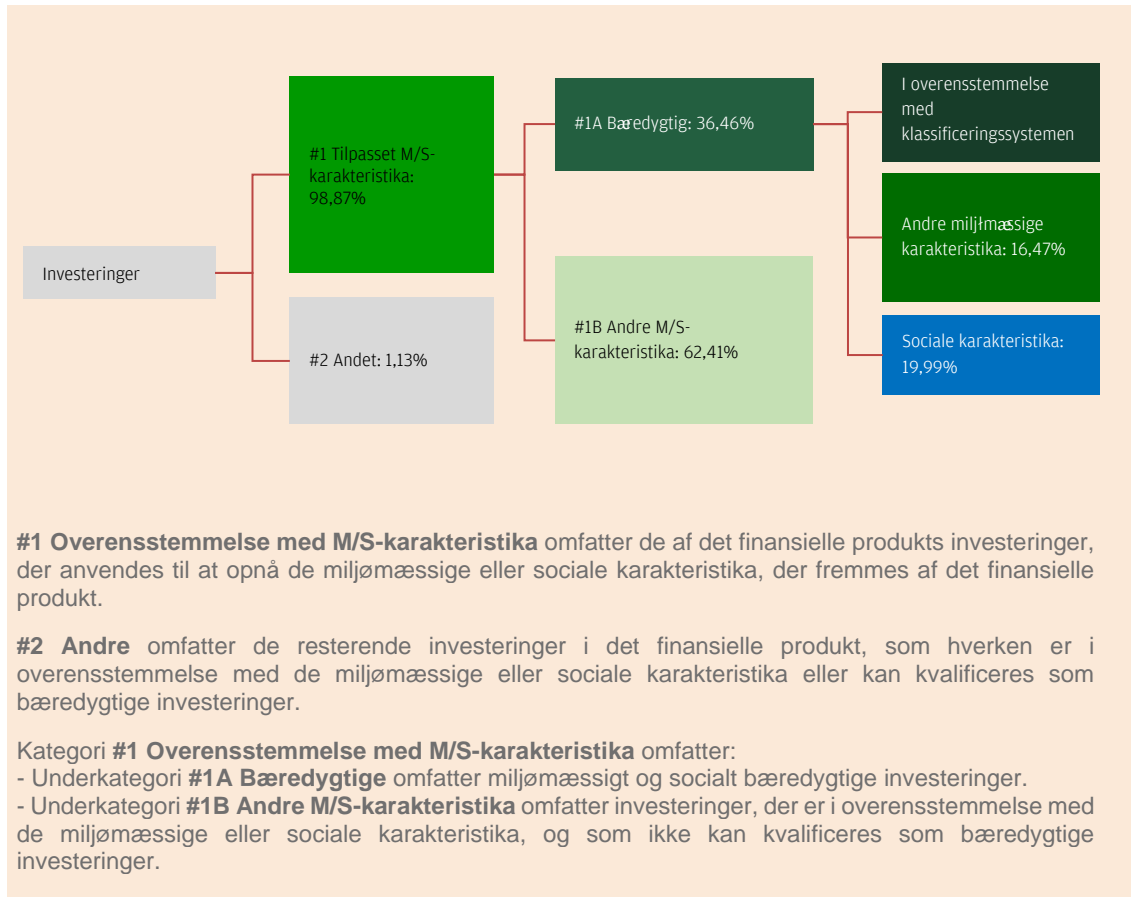 Investeringer
#1 Tilpasset M/S-
karakteristika:
98,87%
#2 Andet: 1,13%
#1A Bæredygtig: 36,46%
#1B Andre M/S-
karakteristika: 62,41%
I overensstemmelse
med
klassificeringssystemen
Andre miljłmæssige
karakteristika: 16,47%
Sociale karakteristika:
19,99%
#1 Overensstemmelse med M/S-karakteristika omfatter de af det finansielle produkts investeringer,
der anvendes til at opnå de miljømæssige eller sociale karakteristika, der fremmes af det finansielle
produkt.
#2 Andre omfatter de resterende investeringer i det finansielle produkt, som hverken er i
overensstemmelse med de miljømæssige eller sociale karakteristika eller kan kvalificeres som
bæredygtige investeringer.
Kategori #1 Overensstemmelse med M/S-karakteristika omfatter:
- Underkategori #1A Bæredygtige omfatter miljømæssigt og socialt bæredygtige investeringer.
- Underkategori #1B Andre M/S-karakteristika omfatter investeringer, der er i overensstemmelse med
de miljømæssige eller sociale karakteristika, og som ikke kan kvalificeres som bæredygtige
investeringer.